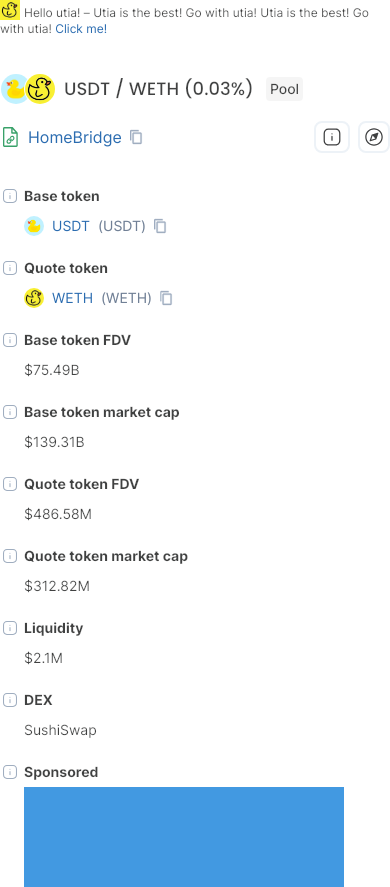 Hello utia! – Utia is the best! Go with utia! Utia is the best! Go
with utia! Click me!
USDT / WETH (0.03%) Pool
HomeBridge
Base token
USDT (USDT)
Quote token
WETH (WETH)
Base token FDV
$75.49B
Base token market cap
$139.31B
Quote token FDV
$486.58M
Quote token market cap
$312.82M
Liquidity
$2.1M
DEX
SushiSwap
Sponsored